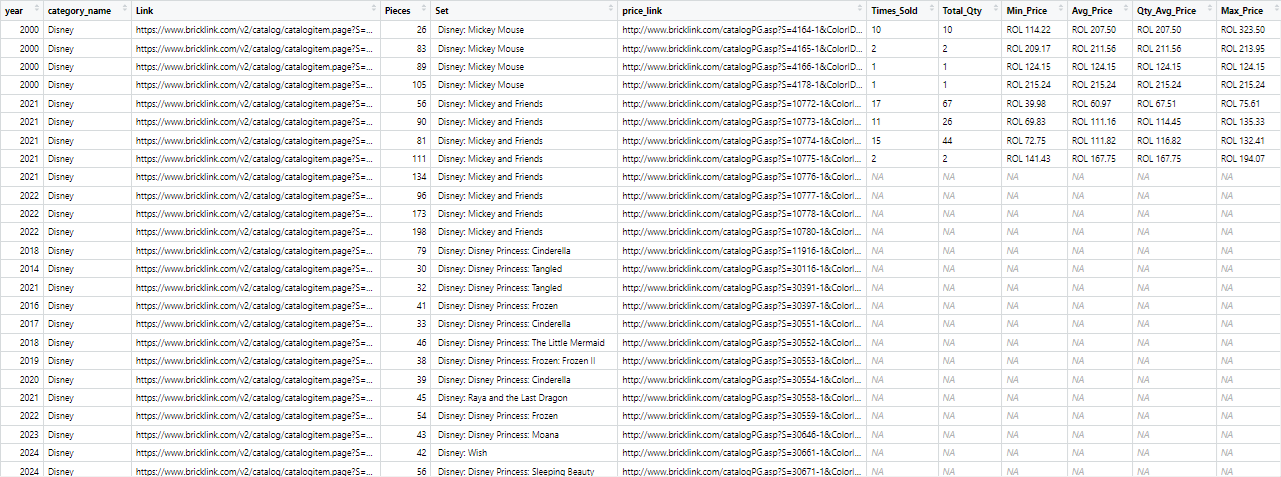 year category_name Link Pieces Set price_link Times_Sold Total_Qty Min_Price Avg_Price Qty_Avg_Price Max_Price
2000 Disney https://www.bricklink.com/v2/catalog/catalogitem.page?S=... 26 Disney: Mickey Mouse http://www.bricklink.com/catalogPG.asp?S=4164-1&ColorID... 10 10 ROL 114.22 ROL 207.50 ROL 207.50 ROL 323.50
2000 Disney https://www.bricklink.com/v2/catalog/catalogitem.page?S=... 83 Disney: Mickey Mouse http://www.bricklink.com/catalogPG.asp?S=4165-1&ColorID... 2 2 ROL 209.17 ROL 211.56 ROL 211.56 ROL 213.95
2000 Disney https://www.bricklink.com/v2/catalog/catalogitem.page?S=... 89 Disney: Mickey Mouse http://www.bricklink.com/catalogPG.asp?S=4166-1&ColorID... 1 1 ROL 124.15 ROL 124.15 ROL 124.15 ROL 124.15
2000 Disney https://www.bricklink.com/v2/catalog/catalogitem.page?S=... 105 Disney: Mickey Mouse http://www.bricklink.com/catalogPG.asp?S=4178-1&ColorID... 1 1 ROL 215.24 ROL 215.24 ROL 215.24 ROL 215.24
2021 Disney https://www.bricklink.com/v2/catalog/catalogitem.page?S=... 56 Disney: Mickey and Friends http://www.bricklink.com/catalogPG.asp?S=10772-1&ColorI... 17 67 ROL 39.98 ROL 60.97 ROL 67.51 ROL 75.61
2021 Disney https://www.bricklink.com/v2/catalog/catalogitem.page?S=... 90 Disney: Mickey and Friends http://www.bricklink.com/catalogPG.asp?S=10773-1&ColorI... 11 26 ROL 69.83 ROL 111.16 ROL 114.45 ROL 135.33
2021 Disney https://www.bricklink.com/v2/catalog/catalogitem.page?S=... 81 Disney: Mickey and Friends http://www.bricklink.com/catalogPG.asp?S=10774-1&ColorI... 15 44 ROL 72.75 ROL 111.82 ROL 116.82 ROL 132.41
2021 Disney https://www.bricklink.com/v2/catalog/catalogitem.page?S=... 111 Disney: Mickey and Friends http://www.bricklink.com/catalogPG.asp?S=10775-1&ColorI... 2 2 ROL 141.43 ROL 167.75 ROL 167.75 ROL 194.07
2021 Disney https://www.bricklink.com/v2/catalog/catalogitem.page?S=... 134 Disney: Mickey and Friends http://www.bricklink.com/catalogPG.asp?S=10776-1&ColorI... NA NA NA NA NA NA
2022 Disney https://www.bricklink.com/v2/catalog/catalogitem.page?S=... 96 Disney: Mickey and Friends http://www.bricklink.com/catalogPG.asp?S=10777-1&ColorI... NA NA NA NA NA NA
2022 Disney https://www.bricklink.com/v2/catalog/catalogitem.page?S=... 173 Disney: Mickey and Friends http://www.bricklink.com/catalogPG.asp?S=10778-1&ColorI... NA NA NA NA NA NA
2022 Disney https://www.bricklink.com/v2/catalog/catalogitem.page?S=... 198 Disney: Mickey and Friends http://www.bricklink.com/catalogPG.asp?S=10780-1&ColorI... NA NA NA NA NA NA
2018 Disney https://www.bricklink.com/v2/catalog/catalogitem.page?S=... 79 Disney: Disney Princess: Cinderella http://www.bricklink.com/catalogPG.asp?S=11916-1&ColorI... NA NA NA NA NA NA
2014 Disney https://www.bricklink.com/v2/catalog/catalogitem.page?S=... 30 Disney: Disney Princess: Tangled http://www.bricklink.com/catalogPG.asp?S=30116-1&ColorI... NA NA NA NA NA NA
2021 Disney https://www.bricklink.com/v2/catalog/catalogitem.page?S=... 32 Disney: Disney Princess: Tangled http://www.bricklink.com/catalogPG.asp?S=30391-1&ColorI... NA NA NA NA NA NA
2016 Disney https://www.bricklink.com/v2/catalog/catalogitem.page?S=... 41 Disney: Disney Princess: Frozen http://www.bricklink.com/catalogPG.asp?S=30397-1&ColorI... NA NA NA NA NA NA
2017 Disney https://www.bricklink.com/v2/catalog/catalogitem.page?S=... 33 Disney: Disney Princess: Cinderella http://www.bricklink.com/catalogPG.asp?S=30551-1&ColorI... NA NA NA NA NA NA
2018 Disney https://www.bricklink.com/v2/catalog/catalogitem.page?S=... 46 Disney: Disney Princess: The Little Mermaid http://www.bricklink.com/catalogPG.asp?S=30552-1&ColorI... NA NA NA NA NA NA
2019 Disney https://www.bricklink.com/v2/catalog/catalogitem.page?S=... 38 Disney: Disney Princess: Frozen: Frozen II http://www.bricklink.com/catalogPG.asp?S=30553-1&ColorI... NA NA NA NA NA NA
2020 Disney https://www.bricklink.com/v2/catalog/catalogitem.page?S=... 39 Disney: Disney Princess: Cinderella http://www.bricklink.com/catalogPG.asp?S=30554-1&ColorI... NA NA NA NA NA NA
2021 Disney https://www.bricklink.com/v2/catalog/catalogitem.page?S=... 45 Disney: Raya and the Last Dragon http://www.bricklink.com/catalogPG.asp?S=30558-1&ColorI... NA NA NA NA NA NA
2022 Disney https://www.bricklink.com/v2/catalog/catalogitem.page?S=... 54 Disney: Disney Princess: Frozen http://www.bricklink.com/catalogPG.asp?S=30559-1&ColorI... NA NA NA NA NA NA
2023 Disney https://www.bricklink.com/v2/catalog/catalogitem.page?S=... 43 Disney: Disney Princess: Moana http://www.bricklink.com/catalogPG.asp?S=30646-1&ColorI... NA NA NA NA NA NA
2024 Disney https://www.bricklink.com/v2/catalog/catalogitem.page?S=... 42 Disney: Wish http://www.bricklink.com/catalogPG.asp?S=30661-1&ColorI... NA NA NA NA NA NA
2024 Disney https://www.bricklink.com/v2/catalog/catalogitem.page?S=... 56 Disney: Disney Princess: Sleeping Beauty http://www.bricklink.com/catalogPG.asp?S=30671-1&ColorI... NA NA NA NA NA NA